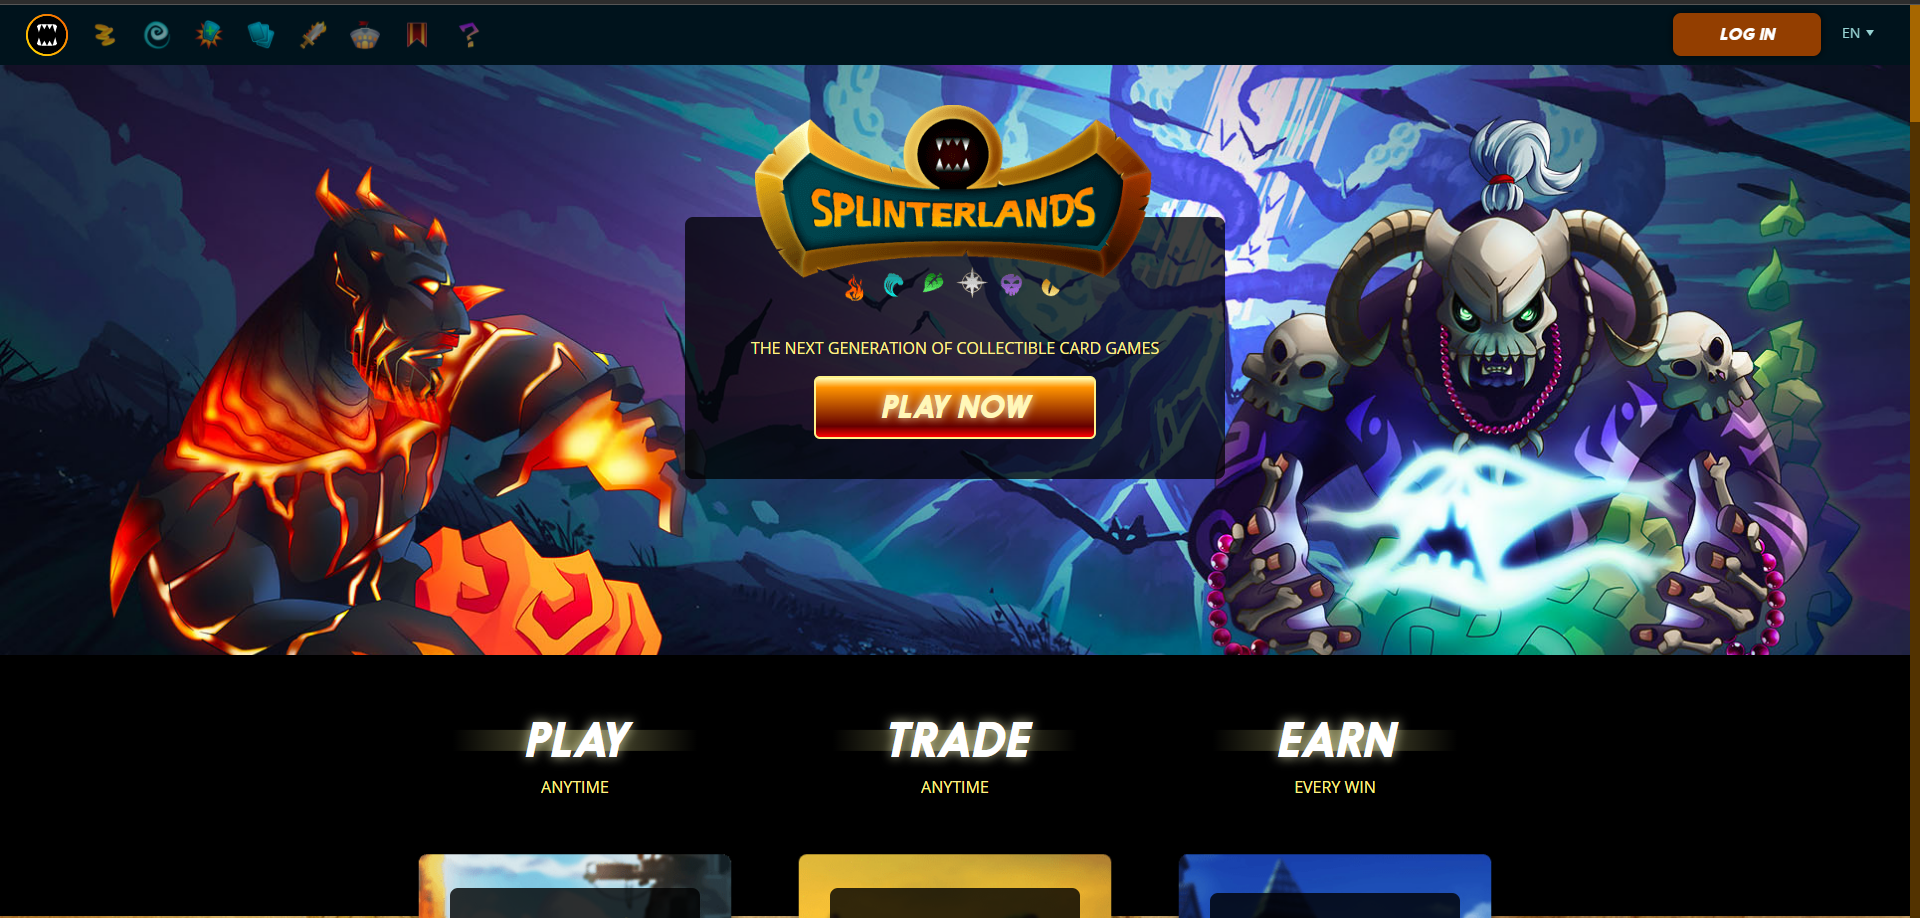 LOG IN
EN
SPLINTERLANDS
THE NEXT GENERATION OF COLLECTIBLE CARD GAMES
PLAY NOW
PLAY
TRADE
EARN
ANYTIME
ANYTIME
EVERY WIN